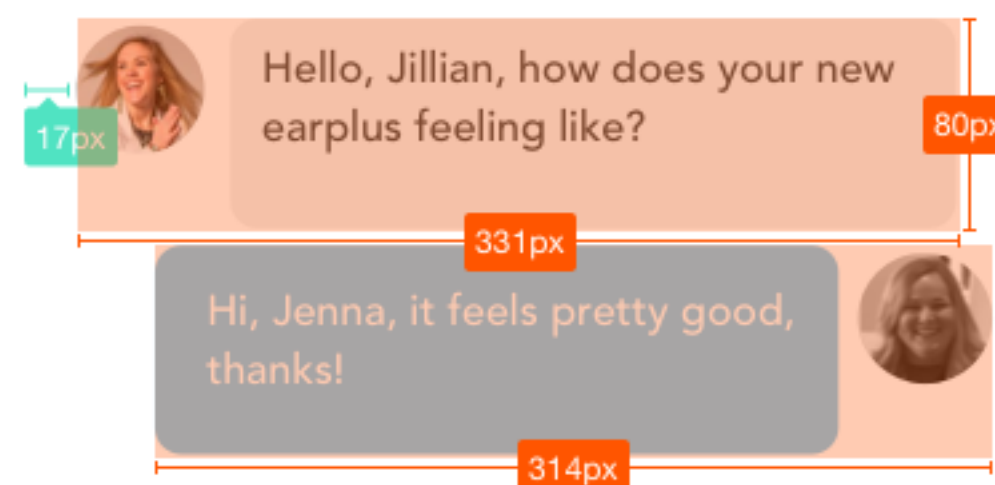 Hello, Jillian, how does your new
earplus feeling like?
17px
80px
331px
Hi, Jenna, it feels pretty good,
thanks!
314px